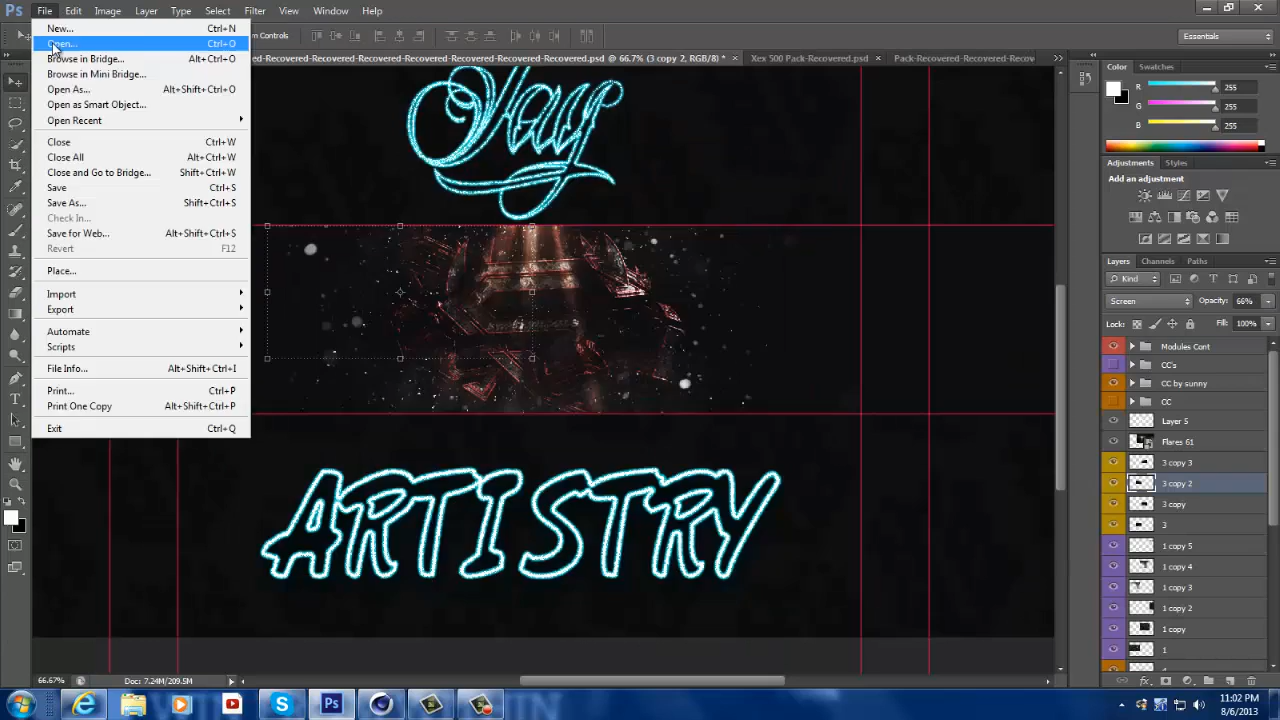 Ps File Edit Image Layer Type Select Filter View Window Help
New... Ctrl+N
Open... Ctrl+O
Browse in Bridge... Alt+Ctrl+O
Browse in Mini Bridge...
Open As... Alt+Shift+Ctrl+O
Open as Smart Object...
Open Recent
Close Ctrl+W
Close All Alt+Ctrl+W
Close and Go to Bridge... Shift+Ctrl+W
Save Ctrl+S
Save As... Shift+Ctrl+S
Check In...
Save for Web... Alt+Shift+Ctrl+S
Revert F12
Place...
Import
Export
Automate
Scripts
File Info... Alt+Shift+Ctrl+I
Print... Ctrl+P
Print One Copy Alt+Shift+Ctrl+P
Exit Ctrl+Q
Controls
Essentials
ed-Recovered-Recovered-Recovered-Recovered-Recovered-Recovered.psd @ 66.7% (3 copy 2, RGB/8) * × Xex 500 Pack-Recovered.psd × Pack-Recovered-Recovered-Recov
ARTISTRY
Color Swatches
R 255
G 255
B 255
Adjustments Styles
Add an adjustment
Layers Channels Paths
Kind
Screen Opacity: 66%
Lock: Fill: 100%
Modules Cont
CC's
CC by sunny
CC
Layer 5
Flares 61
3 copy 3
3 copy 2
3 copy
3
1 copy 5
1 copy 4
1 copy 3
1 copy 2
1 copy
1
66.67% Doc: 7.24M/209.5M
fx
Ps
11:02 PM
8/6/2013